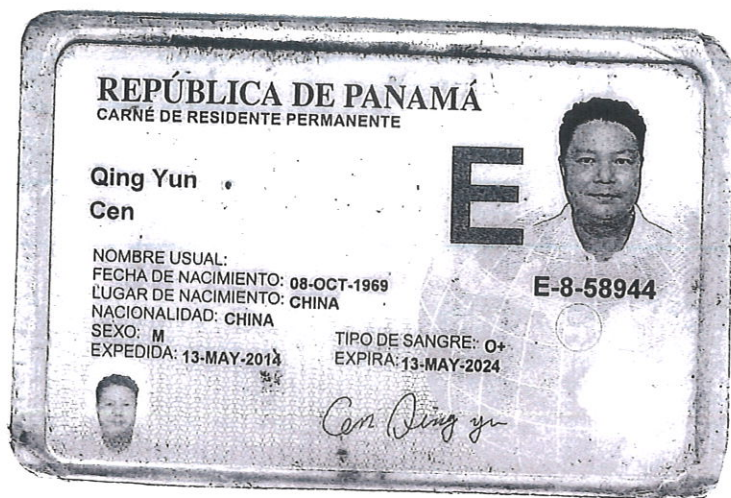 REPÚBLICA DE PANAMÁ
CARNÉ DE RESIDENTE PERMANENTE
Qing Yun
Cen
E
NOMBRE USUAL:
FECHA DE NACIMIENTO: 08-OCT-1969
LUGAR DE NACIMIENTO: CHINA
NACIONALIDAD: CHINA
SEXO: M
TIPO DE SANGRE: O+
EXPEDIDA: 13-MAY-2014
EXPIRA: 13-MAY-2024
E-8-58944
Cen Qing yu